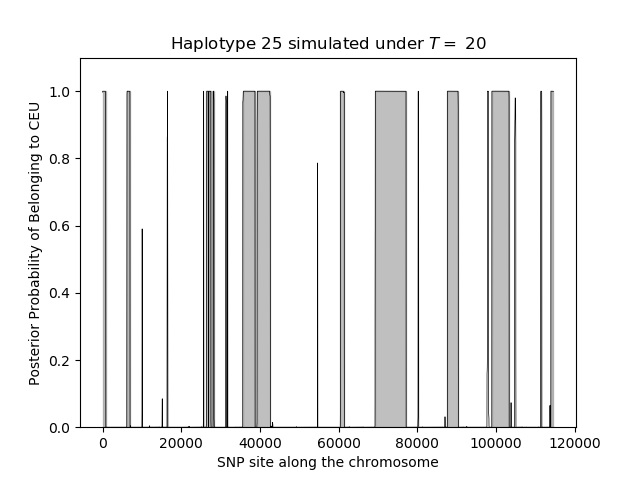 Haplotype 25 simulated under T = 20
Posterior Probability of Belonging to CEU
1.0
0.8
0.6
0.4
0.2
0.0
0 20000 40000 60000 80000 100000 120000
SNP site along the chromosome